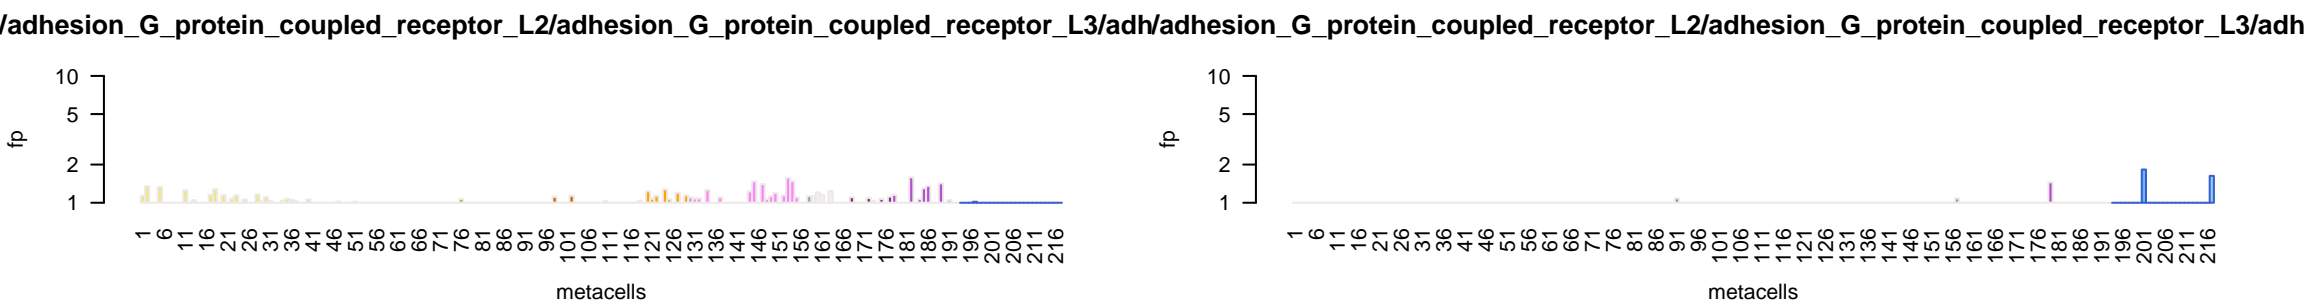 /adhesion_G_protein_coupled_receptor_L2/adhesion_G_protein_coupled_receptor_L3/adh/adhesion_G_protein_coupled_receptor_L2/adhesion_G_protein_coupled_receptor_L3/adh
10
5
2
1
fp
1 6 11 16 21 26 31 36 41 46 51 56 61 66 71 76 81 86 91 96 101 106 111 116 121 126 131 136 141 146 151 156 161 166 171 176 181 186 191 196 201 206 211 216
metacells
10
5
2
1
fp
1 6 11 16 21 26 31 36 41 46 51 56 61 66 71 76 81 86 91 96 101 106 111 116 121 126 131 136 141 146 151 156 161 166 171 176 181 186 191 196 201 206 211 216
metacells